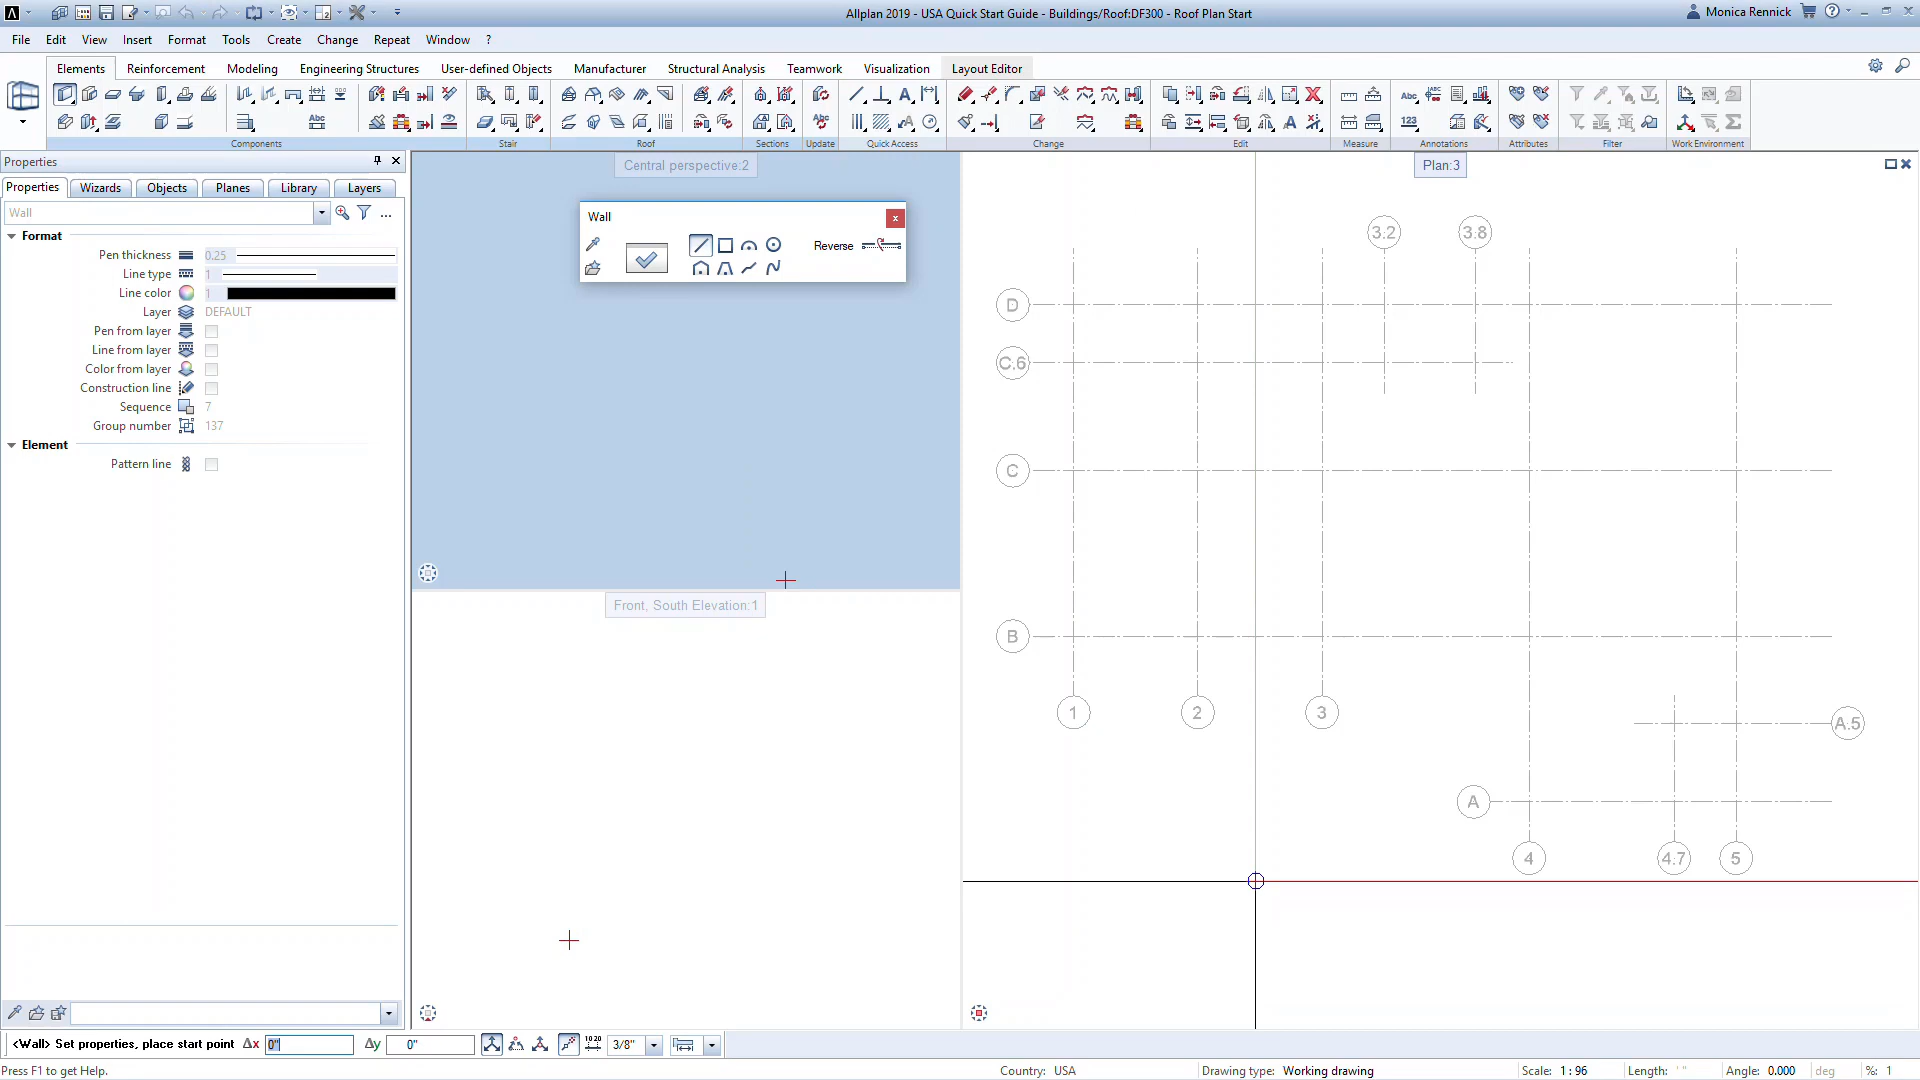 Allplan 2019 - USA Quick Start Guide - Buildings/Roof:DF300 - Roof Plan Start
Monica Rennick
File Edit View Insert Format Tools Create Change Repeat Window ?
Elements Reinforcement Modeling Engineering Structures User-defined Objects Manufacturer Structural Analysis Teamwork Visualization Layout Editor
Components Stair Roof Sections Update Quick Access Change Edit Measure Annotations Attributes Filter Work Environment
Properties
Properties Wizards Objects Planes Library Layers
Wall
Format
Pen thickness 0.25
Line type 1
Line color 1
Layer DEFAULT
Pen from layer
Line from layer
Color from layer
Construction line
Sequence 7
Group number 137
Element
Pattern line
Central perspective:2
Wall
Reverse
Front, South Elevation:1
Plan:3
3.2 3.8
D
C.6
C
B
1 2 3
A.5
A
4 4.7 5
<Wall> Set properties, place start point Δx 0" Δy 0" 3/8"
Press F1 to get Help.
Country: USA
Drawing type: Working drawing
Scale: 1 : 96
Length: ' "
Angle: 0.000 deg
%: 1